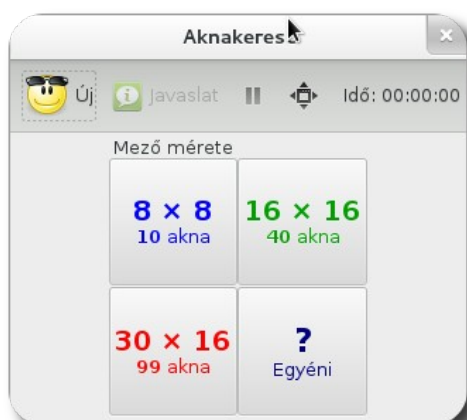 Aknakereső
Új Javaslat Idő: 00:00:00
Mező mérete
8 × 8
10 akna
16 × 16
40 akna
30 × 16
99 akna
?
Egyéni